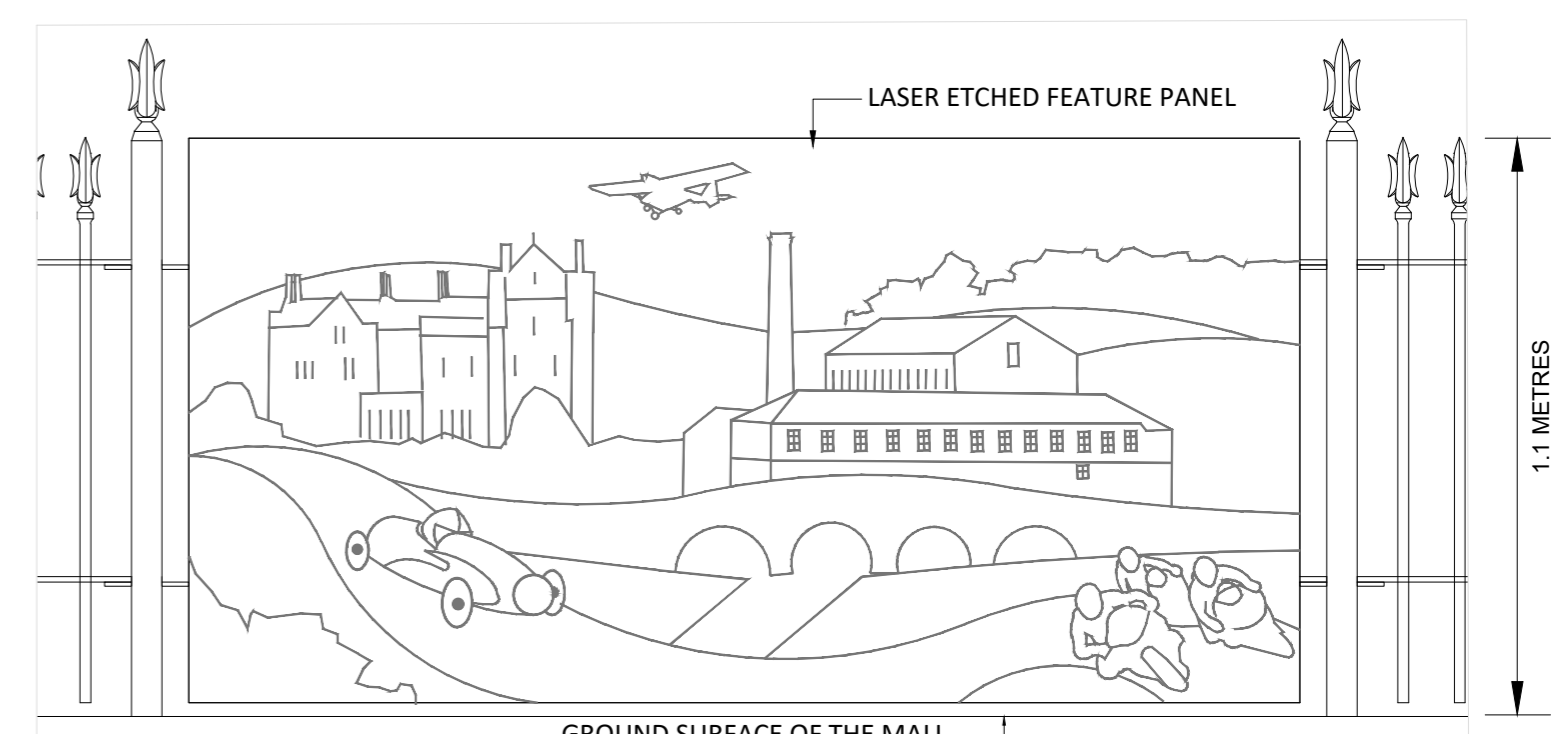 LASER ETCHED FEATURE PANEL
1.1 METRES
GROUND SURFACE OF THE MALL